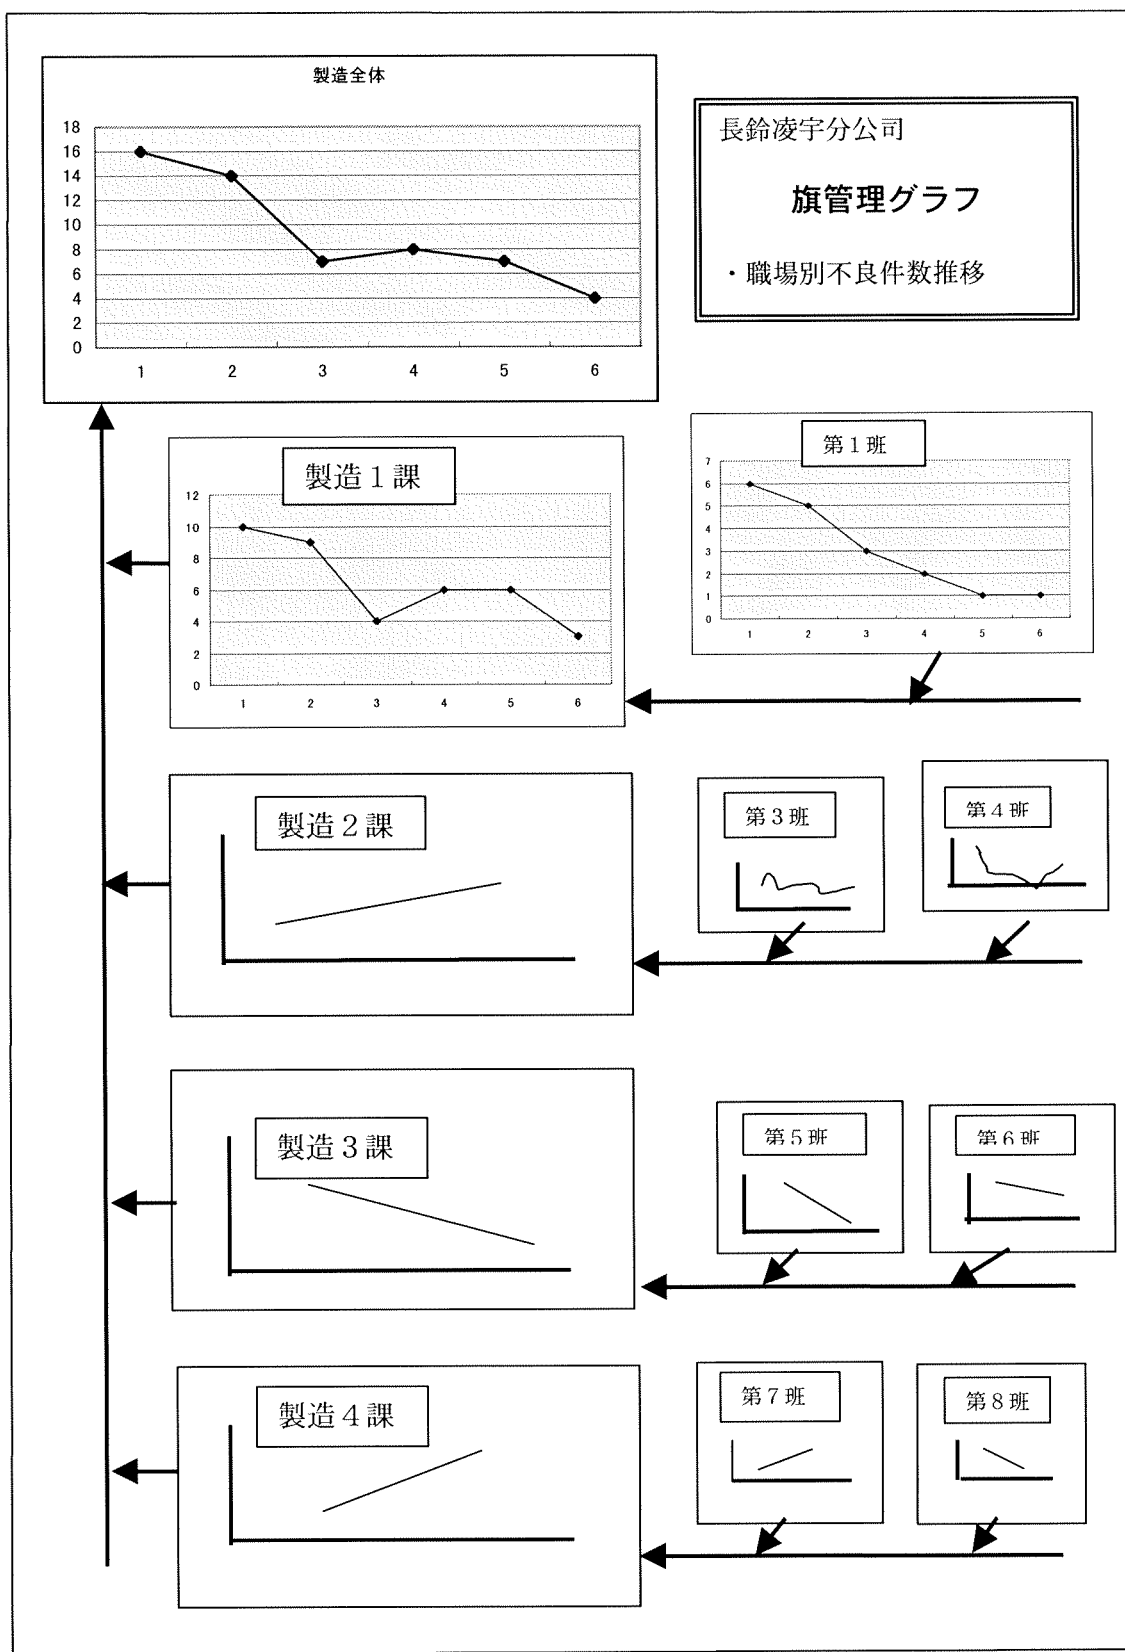 製造全体
18
16
14
12
10
8
6
4
2
0
1 2 3 4 5 6
長鈴凌宇分公司
旗管理グラフ
・職場別不良件数推移
製造1課
12
10
8
6
4
2
0
1 2 3 4 5 6
第1班
7
6
5
4
3
2
1
0
1 2 3 4 5 6
製造2課
第3班
第4班
製造3課
第5班
第6班
製造4課
第7班
第8班